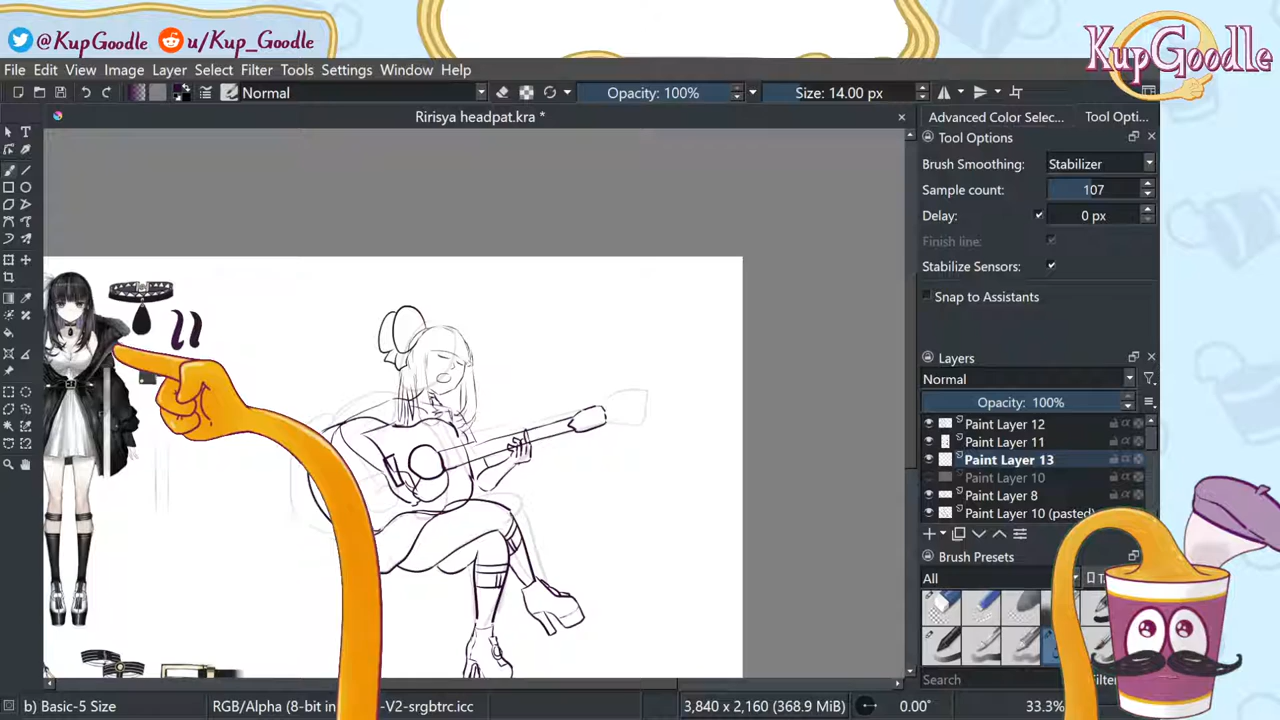 @KupGoodle u/Kup_Goodle
KupGoodle
File Edit View Image Layer Select Filter Tools Settings Window Help
Normal Opacity: 100% Size: 14.00 px
Ririsya headpat.kra *
Advanced Color Selec... Tool Opti...
Tool Options
Brush Smoothing: Stabilizer
Sample count: 107
Delay: 0 px
Finish line:
Stabilize Sensors:
Snap to Assistants
Layers
Normal
Opacity: 100%
Paint Layer 12
Paint Layer 11
Paint Layer 13
Paint Layer 10
Paint Layer 8
Paint Layer 10 (pasted)
Brush Presets
All
Search
b) Basic-5 Size RGB/Alpha (8-bit in -V2-srgbtrc.icc 3,840 x 2,160 (368.9 MiB) 0.00° 33.3%